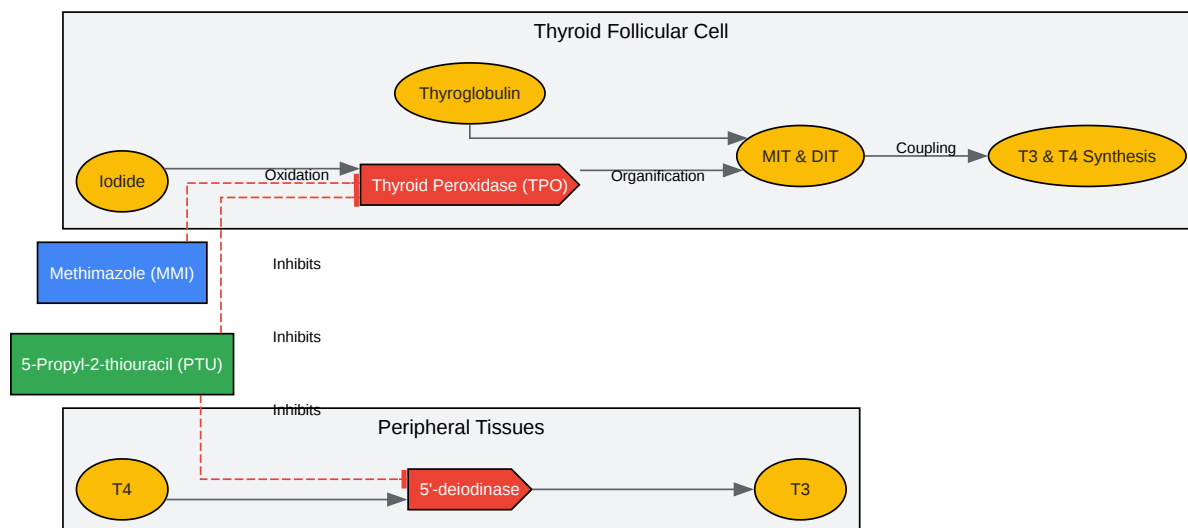 Thyroid Follicular Cell
Thyroglobulin
Iodide
Oxidation
Thyroid Peroxidase (TPO)
Organification
MIT & DIT
Coupling
T3 & T4 Synthesis
Methimazole (MMI)
Inhibits
Inhibits
5-Propyl-2-thiouracil (PTU)
Inhibits
Peripheral Tissues
T4
5'-deiodinase
T3